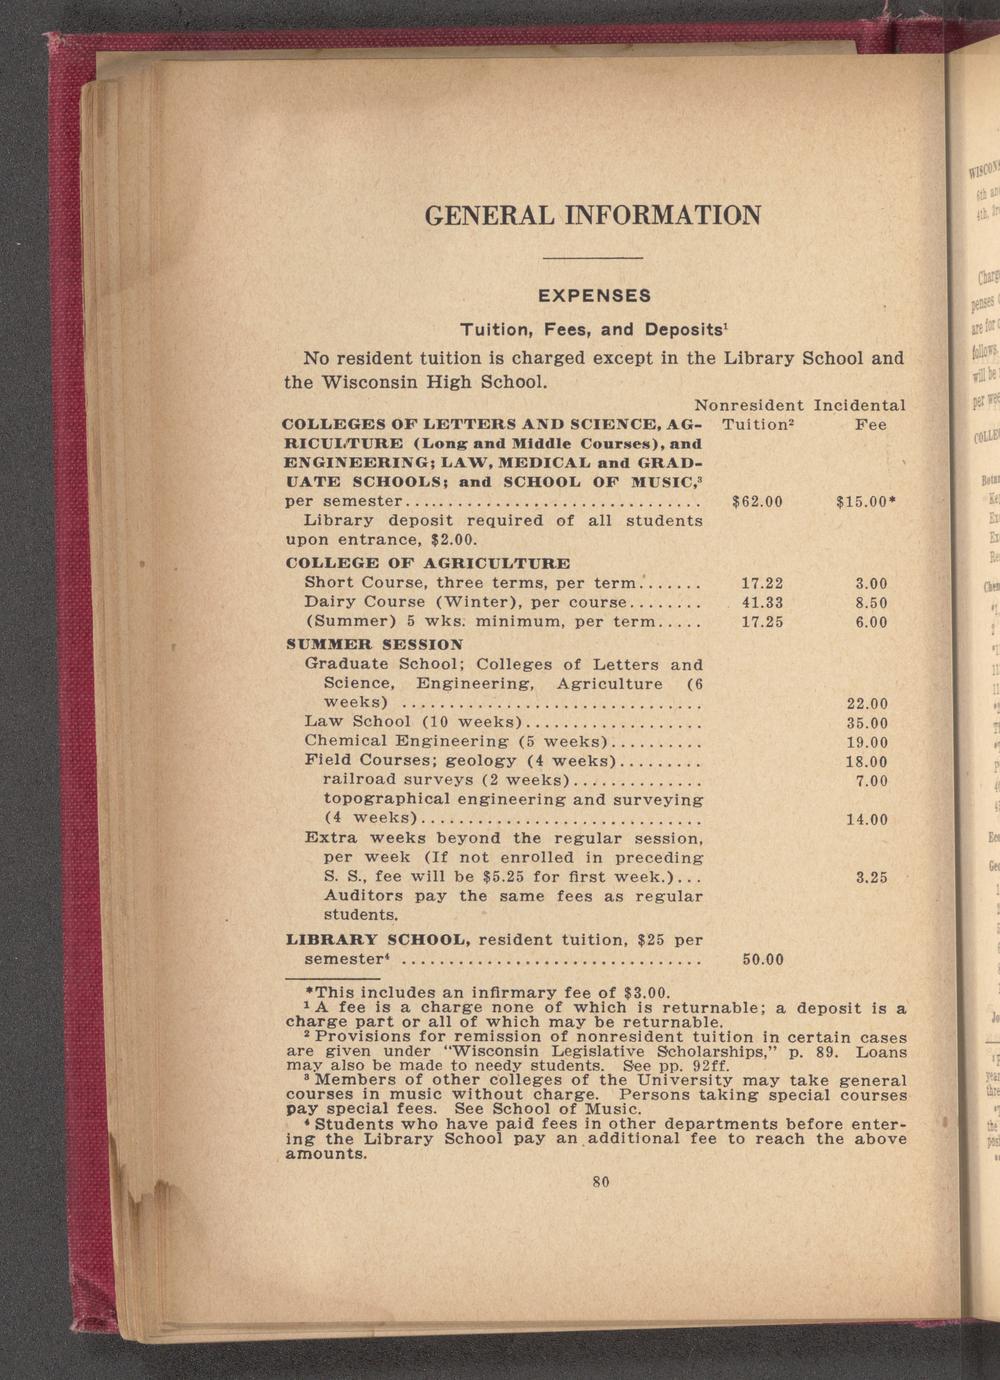 GENERAL INFORMATION
EXPENSES
Tuition, Fees, and Deposits¹
No resident tuition is charged except in the Library School and
the Wisconsin High School.
Nonresident Incidental
COLLEGES OF LETTERS AND SCIENCE, AG- Tuition² Fee
RICULTURE (Long and Middle Courses), and
ENGINEERING; LAW, MEDICAL and GRAD-
UATE SCHOOLS; and SCHOOL OF MUSIC,³
per semester............................... $62.00 $15.00*
Library deposit required of all students
upon entrance, $2.00.
COLLEGE OF AGRICULTURE
Short Course, three terms, per term....... 17.22 3.00
Dairy Course (Winter), per course........ 41.33 8.50
(Summer) 5 wks. minimum, per term..... 17.25 6.00
SUMMER SESSION
Graduate School; Colleges of Letters and
Science, Engineering, Agriculture (6
weeks) ................................ 22.00
Law School (10 weeks)................... 35.00
Chemical Engineering (5 weeks).......... 19.00
Field Courses; geology (4 weeks)......... 18.00
railroad surveys (2 weeks).............. 7.00
topographical engineering and surveying
(4 weeks).............................. 14.00
Extra weeks beyond the regular session,
per week (If not enrolled in preceding
S. S., fee will be $5.25 for first week.)... 3.25
Auditors pay the same fees as regular
students.
LIBRARY SCHOOL, resident tuition, $25 per
semester⁴ ................................ 50.00
*This includes an infirmary fee of $3.00.
¹ A fee is a charge none of which is returnable; a deposit is a
charge part or all of which may be returnable.
² Provisions for remission of nonresident tuition in certain cases
are given under "Wisconsin Legislative Scholarships," p. 89. Loans
may also be made to needy students. See pp. 92ff.
³ Members of other colleges of the University may take general
courses in music without charge. Persons taking special courses
pay special fees. See School of Music.
⁴ Students who have paid fees in other departments before enter-
ing the Library School pay an additional fee to reach the above
amounts.
80
6th
4th,
penses
are for
follows.
will be
per